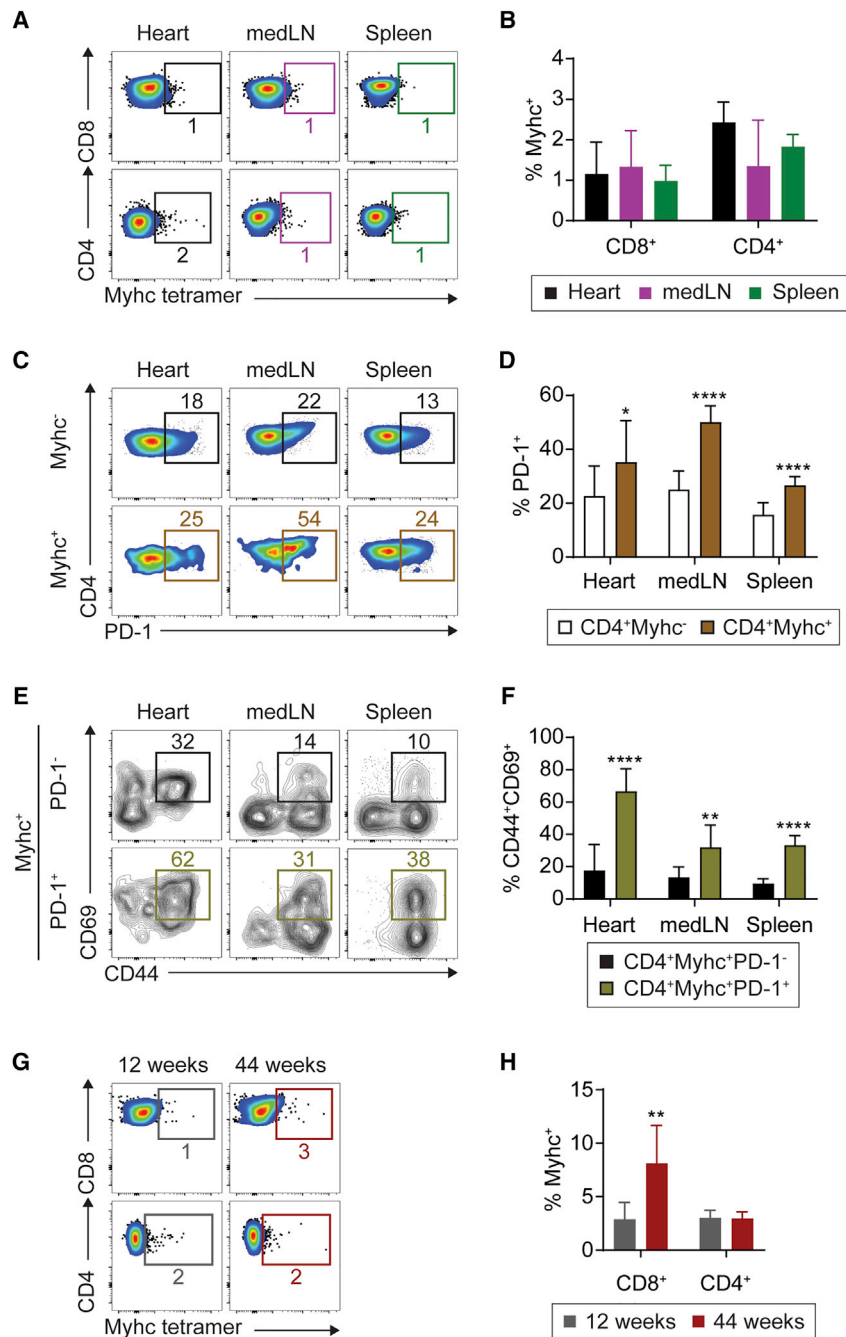 A
Heart medLN Spleen
CD8
1 1 1
CD4
2 1 1
Myhc tetramer
B
% Myhc⁺
4
3
2
1
0
CD8⁺ CD4⁺
Heart medLN Spleen
C
Heart medLN Spleen
Myhc⁻
18 22 13
Myhc⁺
25 54 24
CD4
PD-1
D
% PD-1⁺
60
40
20
0
* **** ****
Heart medLN Spleen
CD4⁺Myhc⁻ CD4⁺Myhc⁺
E
Heart medLN Spleen
Myhc⁺
PD-1⁻
32 14 10
PD-1⁺
62 31 38
CD69
CD44
F
% CD44⁺CD69⁺
100
80
60
40
20
0
**** ** ****
Heart medLN Spleen
CD4⁺Myhc⁺PD-1⁻
CD4⁺Myhc⁺PD-1⁺
G
12 weeks 44 weeks
CD8
1 3
CD4
2 2
Myhc tetramer
H
% Myhc⁺
15
10
5
0
**
CD8⁺ CD4⁺
12 weeks 44 weeks